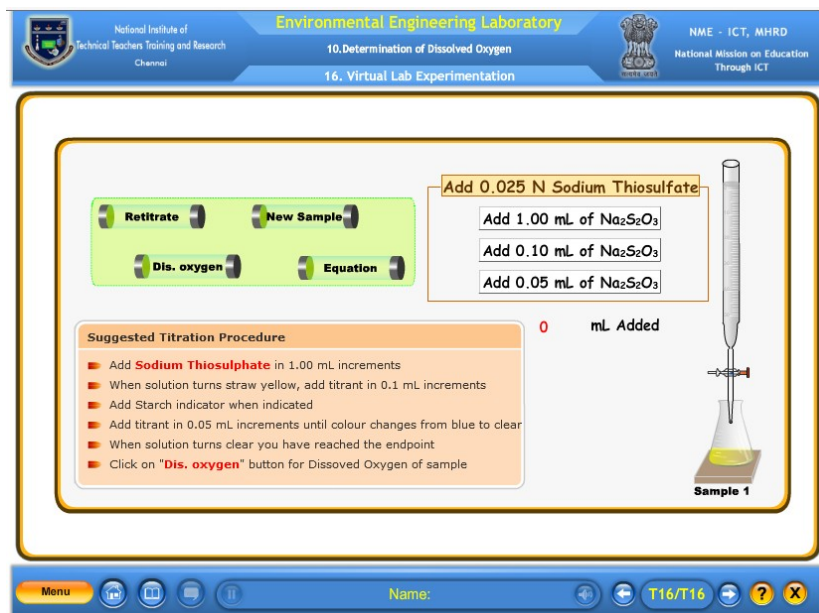 National Institute of
Technical Teachers Training and Research
Chennai
Environmental Engineering Laboratory
10.Determination of Dissolved Oxygen
16. Virtual Lab Experimentation
NME - ICT, MHRD
National Mission on Education
Through ICT
Retitrate
New Sample
Dis. oxygen
Equation
Add 0.025 N Sodium Thiosulfate
Add 1.00 mL of Na₂S₂O₃
Add 0.10 mL of Na₂S₂O₃
Add 0.05 mL of Na₂S₂O₃
0 mL Added
Suggested Titration Procedure
Add Sodium Thiosulphate in 1.00 mL increments
When solution turns straw yellow, add titrant in 0.1 mL increments
Add Starch indicator when indicated
Add titrant in 0.05 mL increments until colour changes from blue to clear
When solution turns clear you have reached the endpoint
Click on "Dis. oxygen" button for Dissoved Oxygen of sample
Sample 1
Menu
Name:
T16/T16
?
X